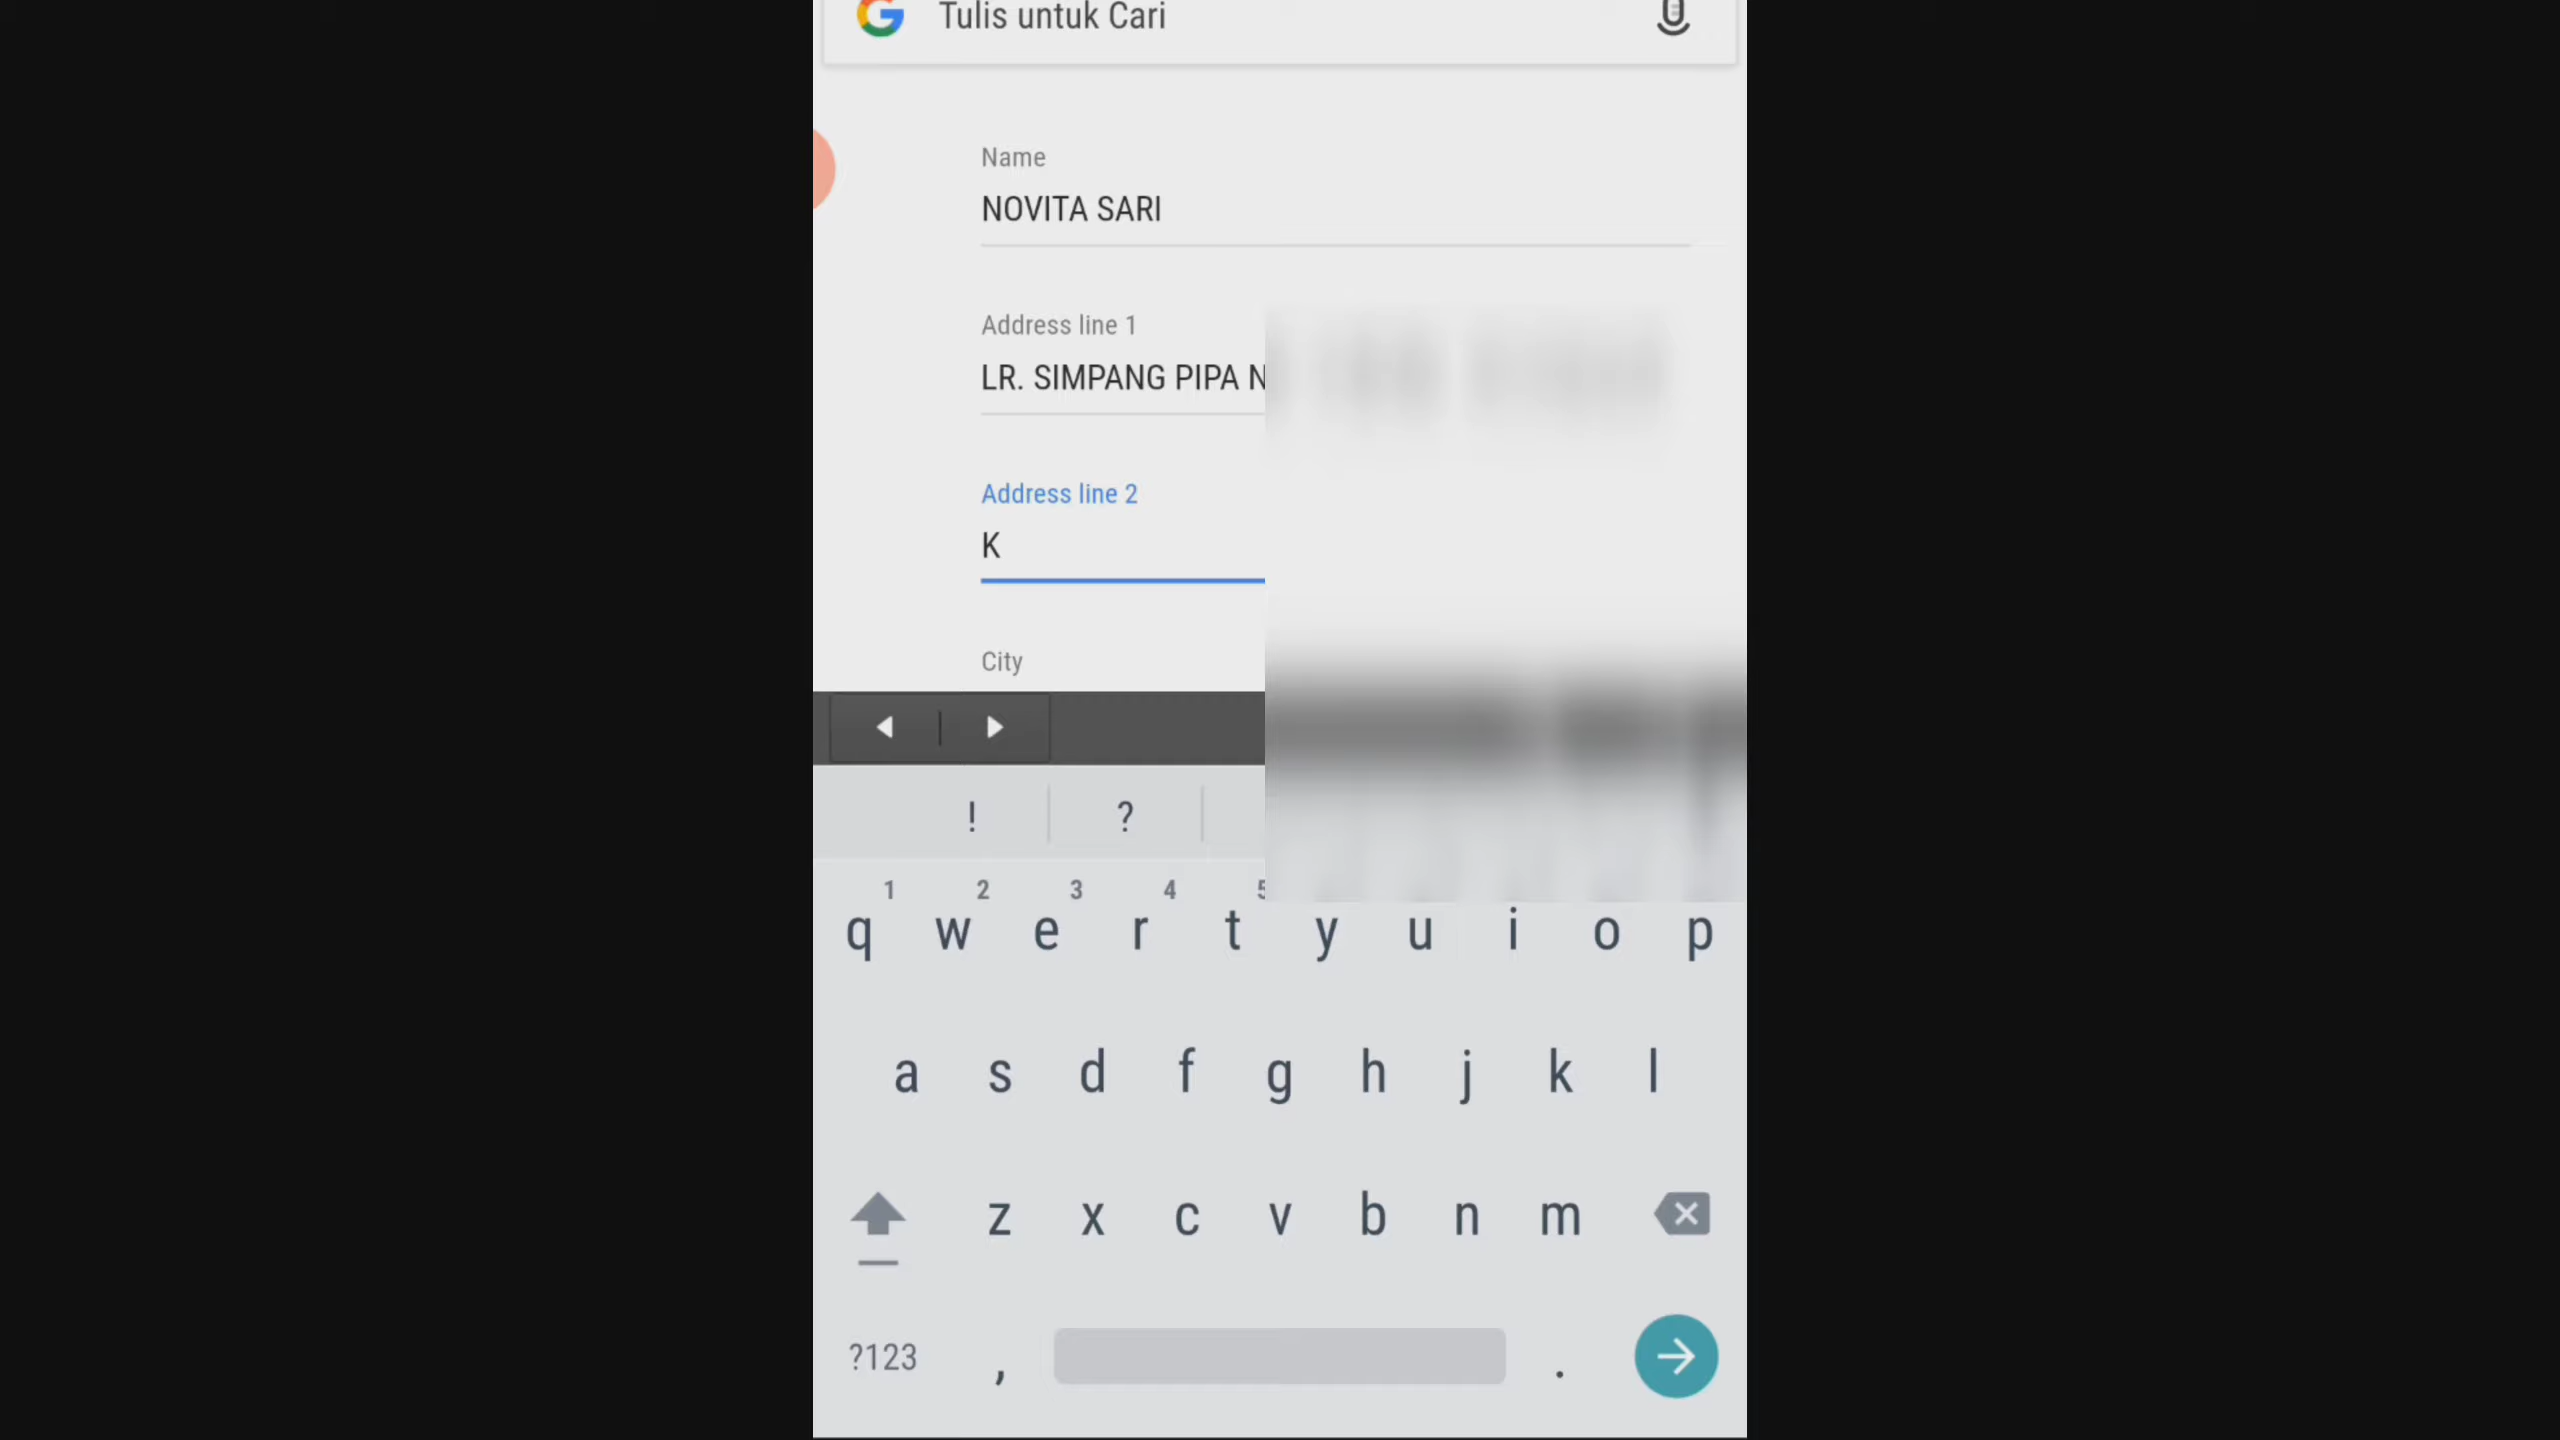 Tulis untuk Cari
Name
NOVITA SARI
Address line 1
LR. SIMPANG PIPA N
Address line 2
K
City
! ?
1 2 3 4 5
q w e r t y u i o p
a s d f g h j k l
z x c v b n m
?123 , .